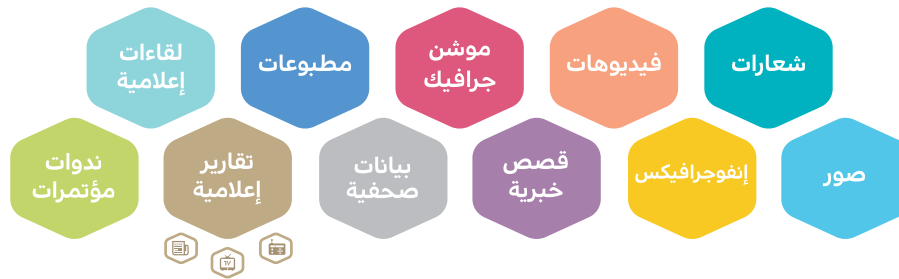 شعارات
فيديوهات
موشن
جرافيك
مطبوعات
لقاءات
إعلامية
صور
إنفوجرافيكس
قصص
خبرية
بيانات
صحفية
تقارير
إعلامية
ندوات
مؤتمرات
TV